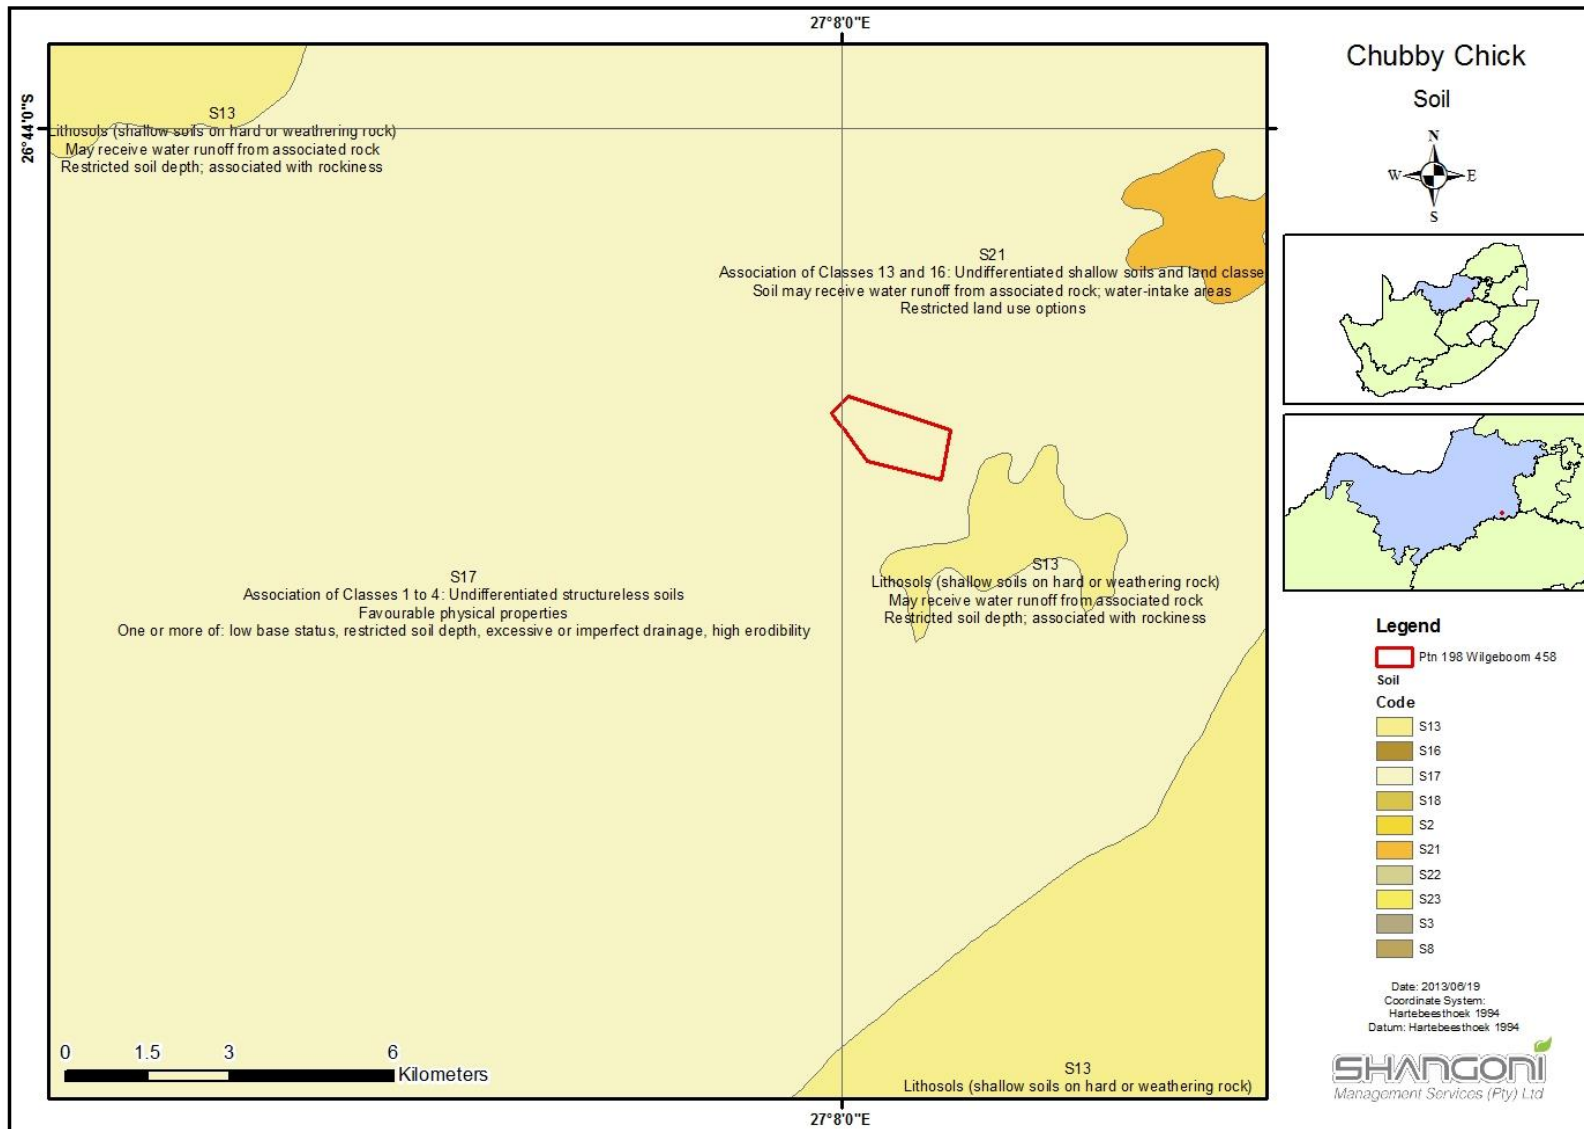 27°8'0"E
Chubby Chick
Soil
N
W
E
S
26°44'0"S
S13
Lithosols (shallow soils on hard or weathering rock)
May receive water runoff from associated rock
Restricted soil depth; associated with rockiness
S21
Association of Classes 13 and 16: Undifferentiated shallow soils and land classe
Soil may receive water runoff from associated rock; water-intake areas
Restricted land use options
S17
Association of Classes 1 to 4: Undifferentiated structureless soils
Favourable physical properties
One or more of: low base status, restricted soil depth, excessive or imperfect drainage, high erodibility
S13
Lithosols (shallow soils on hard or weathering rock)
May receive water runoff from associated rock
Restricted soil depth; associated with rockiness
S13
Lithosols (shallow soils on hard or weathering rock)
0
1.5
3
6
Kilometers
27°8'0"E
Legend
Ptn 198 Wilgeboom 458
Soil
Code
S13
S16
S17
S18
S2
S21
S22
S23
S3
S8
Date: 2013/06/19
Coordinate System:
Hartebeesthoek 1994
Datum: Hartebeesthoek 1994
SHANGONI
Management Services (Pty) Ltd